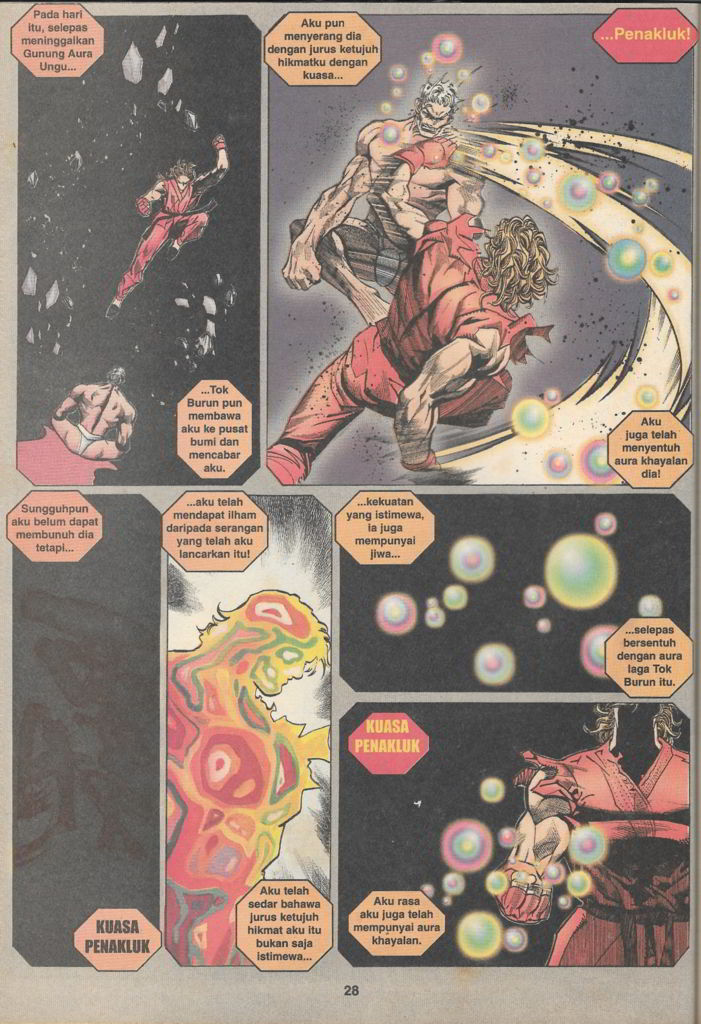 Pada hari
itu, selepas
meninggalkan
Gunung Aura
Ungu...
...Tok
Burun pun
membawa
aku ke pusat
bumi dan
mencabar
aku.
Aku pun
menyerang dia
dengan jurus ketujuh
hikmatku dengan
kuasa...
...Penakluk!
Aku
juga telah
menyentuh
aura khayalan
dia!
Sungguhpun
aku belum dapat
membunuh dia
tetapi...
KUASA
PENAKLUK
...aku telah
mendapat ilham
daripada serangan
yang telah aku
lancarkan itu!
Aku telah
sedar bahawa
jurus ketujuh
hikmat aku itu
bukan saja
istimewa...
...kekuatan
yang istimewa,
ia juga
mempunyai
jiwa...
...selepas
bersentuh
dengan aura
laga Tok
Burun itu.
KUASA
PENAKLUK
Aku rasa
aku juga telah
mempunyai aura
khayalan.
28